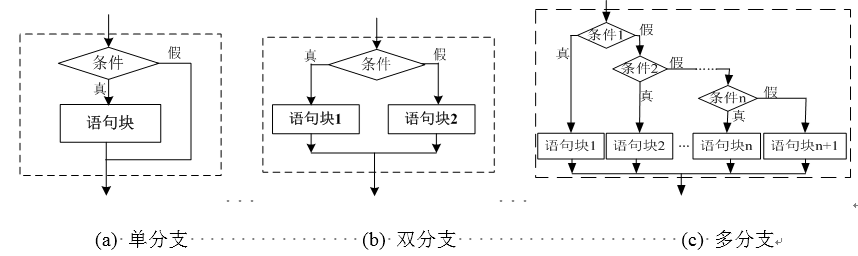 条件
假
真
语句块
真
条件
假
语句块1
语句块2
条件1
假
真
条件2
假
……
真
条件n
假
真
语句块1
语句块2
…
语句块n
语句块n+1
(a) 单分支
(b) 双分支
(c) 多分支